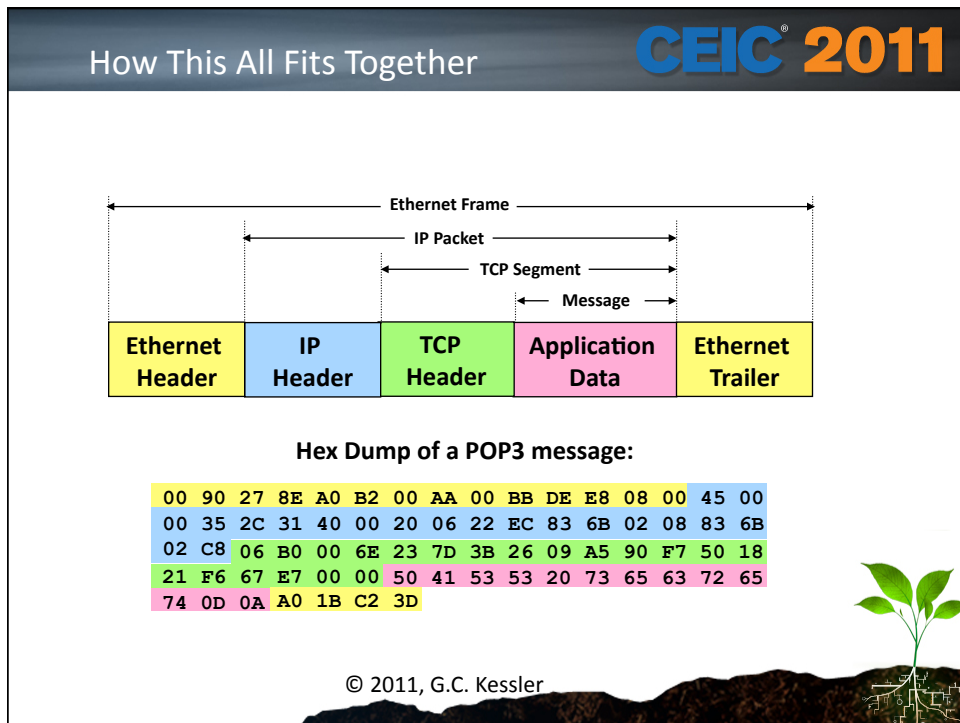 How This All Fits Together
CEIC® 2011
Ethernet Frame
IP Packet
TCP Segment
Message
Ethernet Header
IP Header
TCP Header
Application Data
Ethernet Trailer
Hex Dump of a POP3 message:
00 90 27 8E A0 B2 00 AA 00 BB DE E8 08 00 45 00
00 35 2C 31 40 00 20 06 22 EC 83 6B 02 08 83 6B
02 C8 06 B0 00 6E 23 7D 3B 26 09 A5 90 F7 50 18
21 F6 67 E7 00 00 50 41 53 53 20 73 65 63 72 65
74 0D 0A A0 1B C2 3D
© 2011, G.C. Kessler